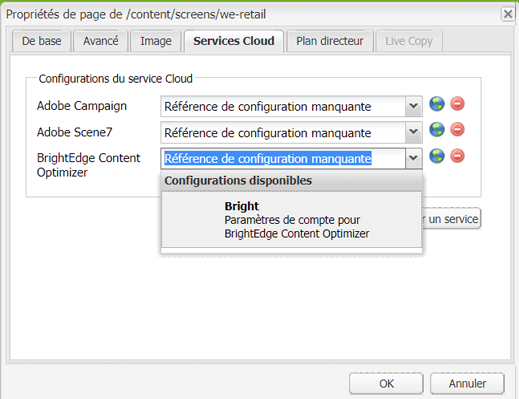 Propriétés de page de /content/screens/we-retail
De base
Avancé
Image
Services Cloud
Plan directeur
Live Copy
Configurations du service Cloud
Adobe Campaign
Référence de configuration manquante
Adobe Scene7
Référence de configuration manquante
BrightEdge Content
Optimizer
Référence de configuration manquante
Configurations disponibles
Bright
Paramètres de compte pour
BrightEdge Content Optimizer
un service
OK
Annuler